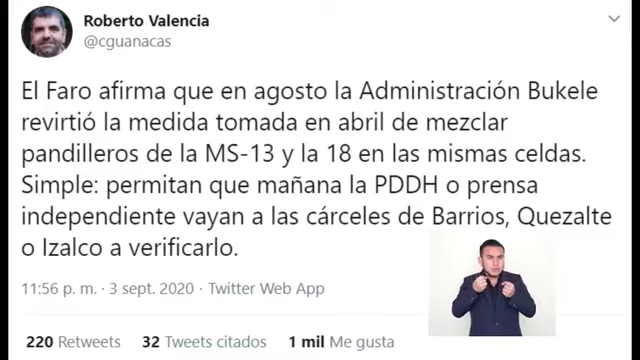 Roberto Valencia
@cguanacas
El Faro afirma que en agosto la Administración Bukele
revirtió la medida tomada en abril de mezclar
pandilleros de la MS-13 y la 18 en las mismas celdas.
Simple: permitan que mañana la PDDH o prensa
independiente vayan a las cárceles de Barrios, Quezalte
o Izalco a verificarlo.
11:56 p. m. · 3 sept. 2020 · Twitter Web App
220 Retweets 32 Tweets citados 1 mil Me gusta